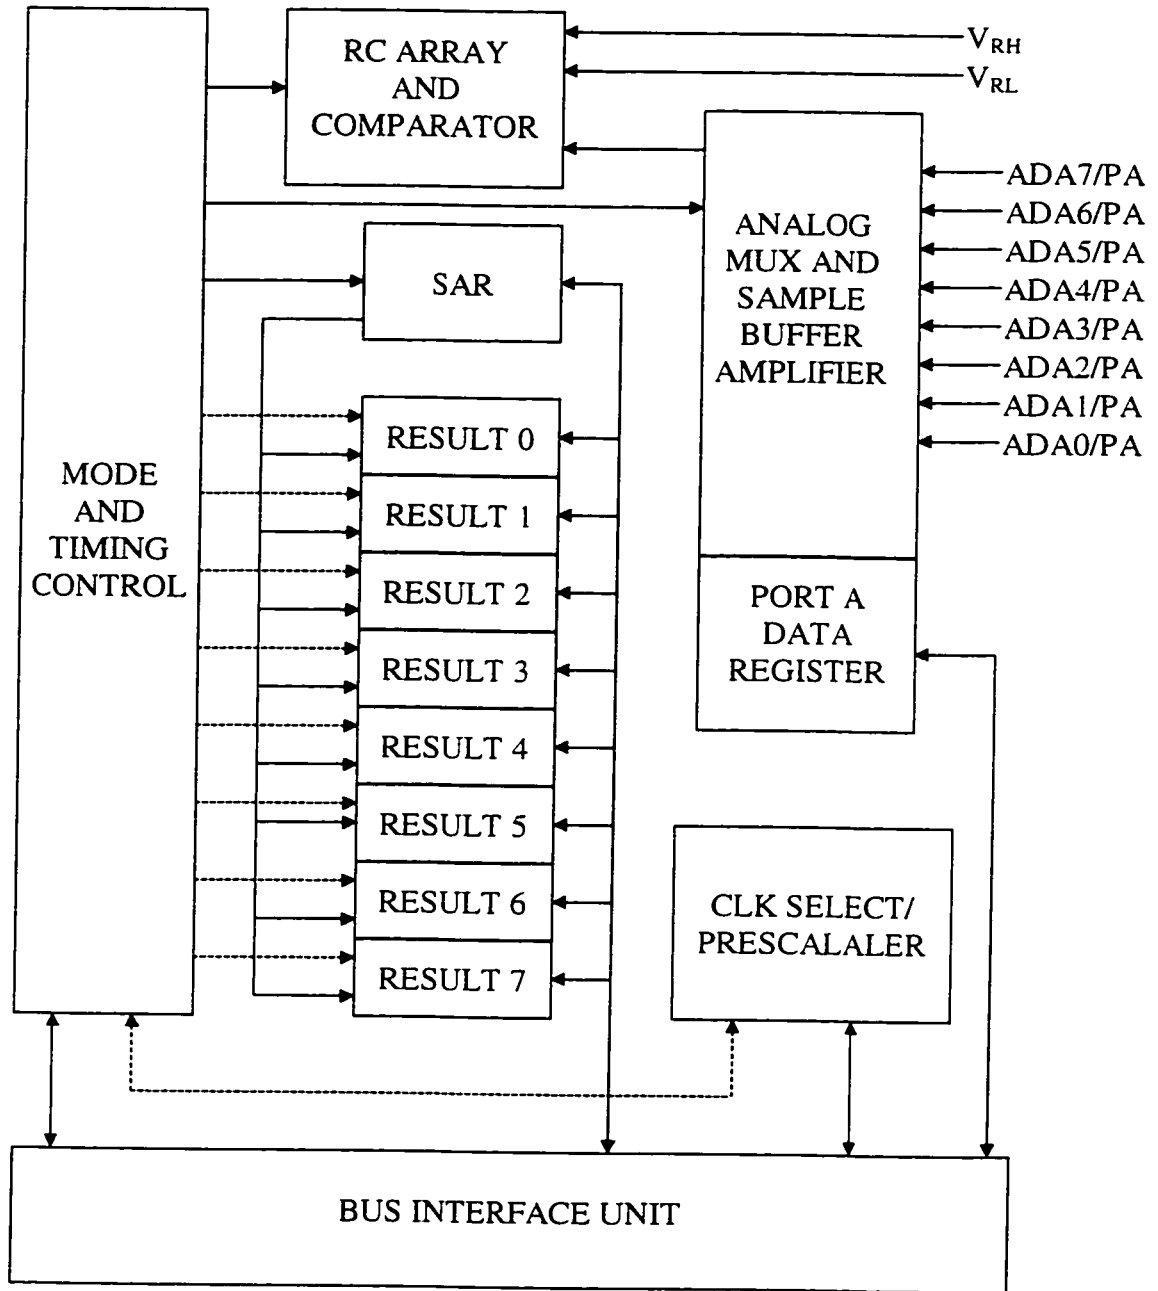 RC ARRAY
AND
COMPARATOR
V_RH
V_RL
ADA7/PA
ADA6/PA
ADA5/PA
ADA4/PA
ADA3/PA
ADA2/PA
ADA1/PA
ADA0/PA
ANALOG
MUX AND
SAMPLE
BUFFER
AMPLIFIER
SAR
MODE
AND
TIMING
CONTROL
RESULT 0
RESULT 1
RESULT 2
RESULT 3
RESULT 4
RESULT 5
RESULT 6
RESULT 7
PORT A
DATA
REGISTER
CLK SELECT/
PRESCALALER
BUS INTERFACE UNIT